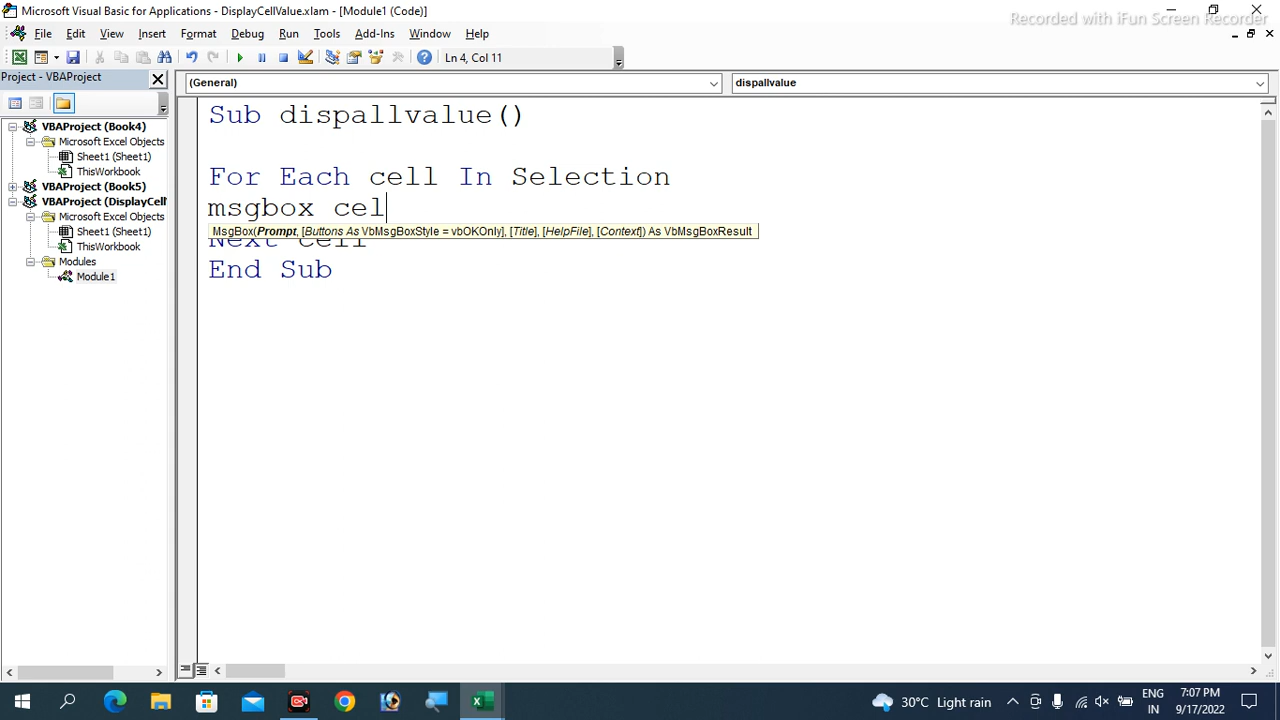 Microsoft Visual Basic for Applications - DisplayCellValue.xlam - [Module1 (Code)]
Recorded with iFun Screen Recorder
File Edit View Insert Format Debug Run Tools Add-Ins Window Help
Ln 4, Col 11
Project - VBAProject
(General)
dispallvalue
VBAProject (Book4)
Microsoft Excel Objects
Sheet1 (Sheet1)
ThisWorkbook
VBAProject (Book5)
VBAProject (DisplayCell
Microsoft Excel Objects
Sheet1 (Sheet1)
ThisWorkbook
Modules
Module1
Sub dispallvalue()
For Each cell In Selection
msgbox cel
MsgBox(Prompt, [Buttons As VbMsgBoxStyle = vbOKOnly], [Title], [HelpFile], [Context]) As VbMsgBoxResult
Next cell
End Sub
30°C Light rain
ENG
IN
7:07 PM
9/17/2022